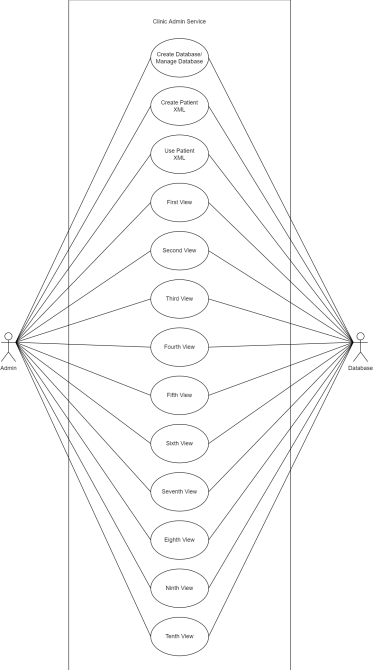 Clinic Admin Service
Create Database/
Manage Database
Create Patient
XML
Use Patient
XML
First View
Second View
Third View
Fourth View
Admin
Database
Fifth View
Sixth View
Seventh View
Eighth View
Ninth View
Tenth View